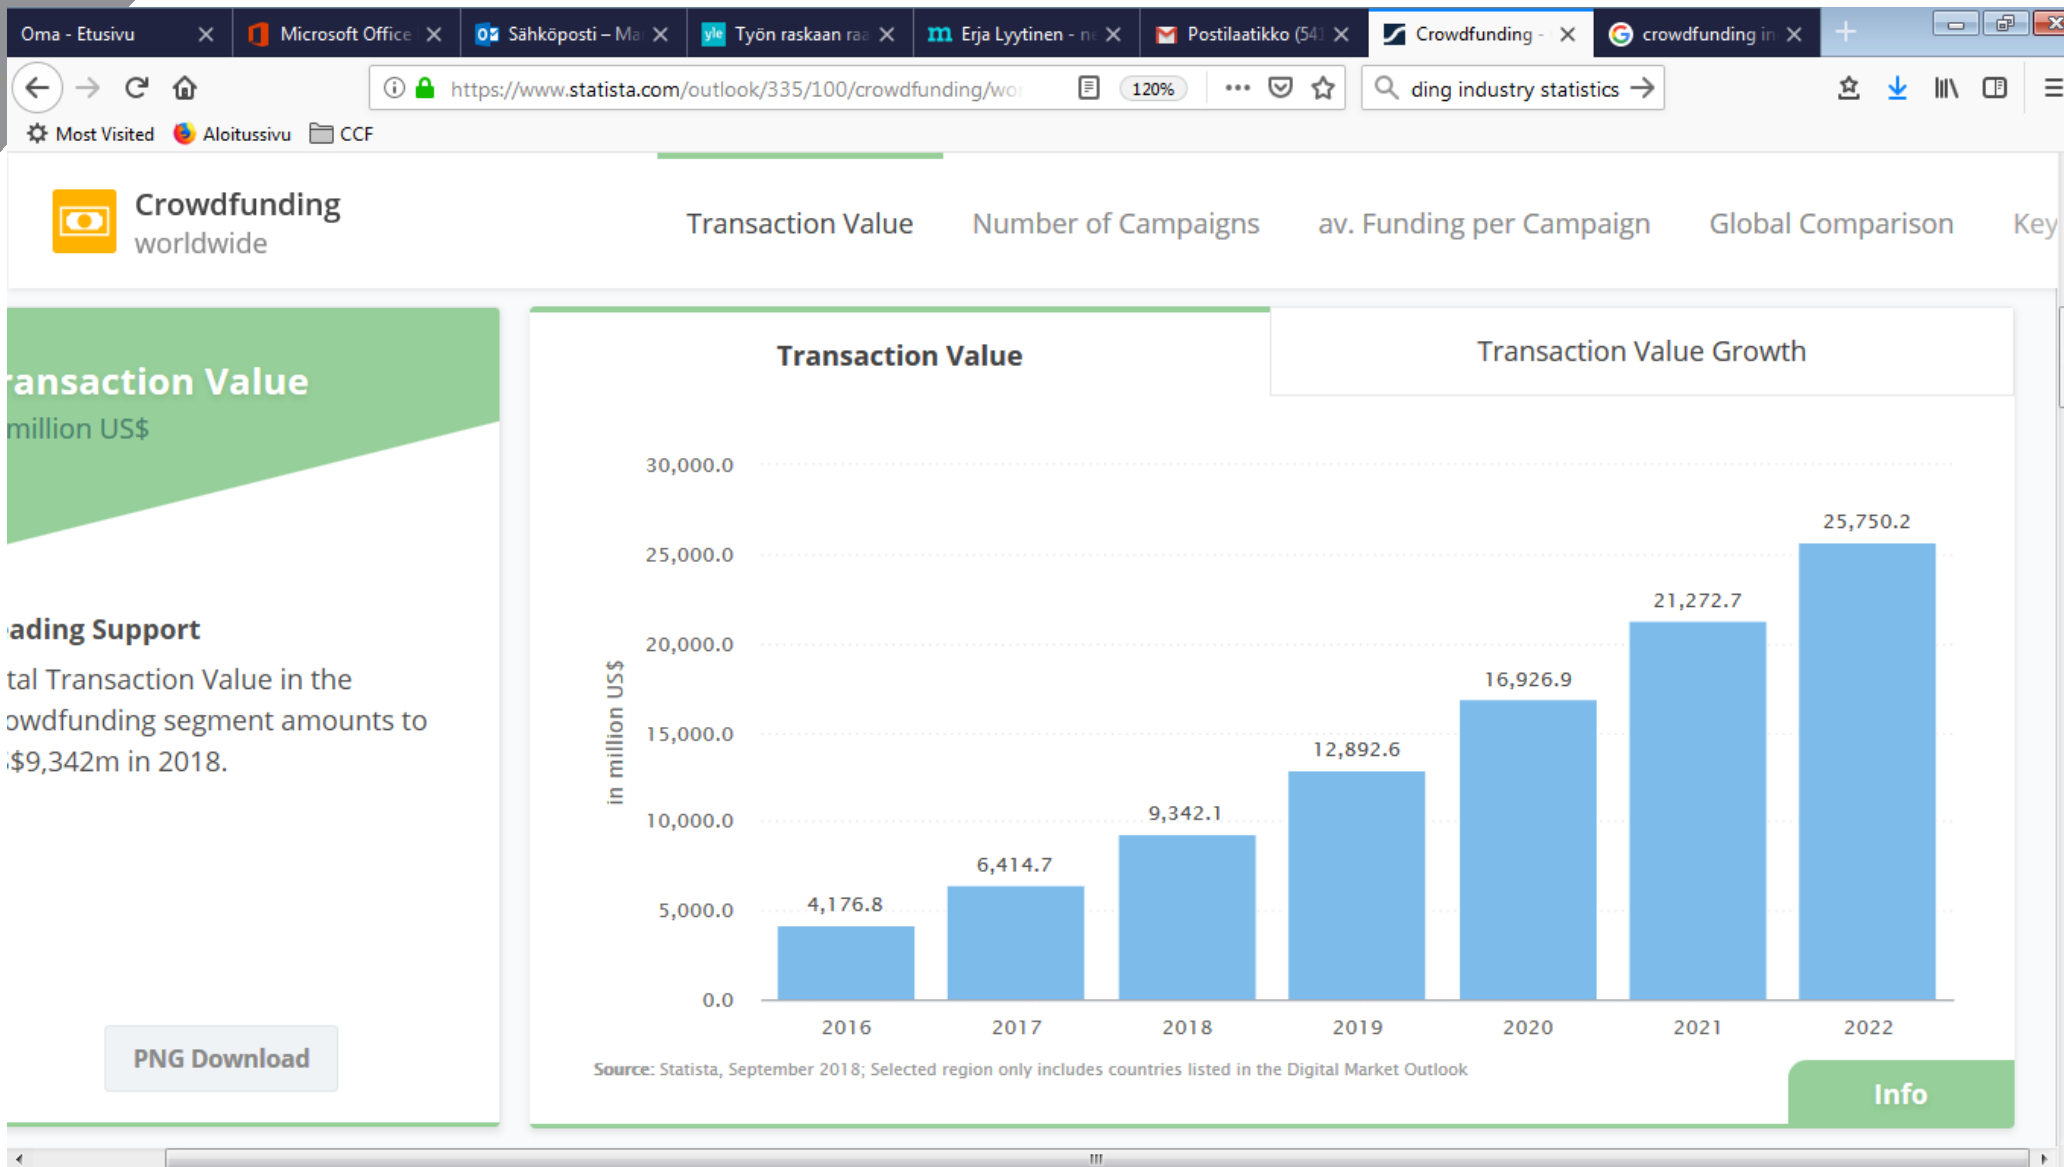 Oma - Etusivu
Microsoft Office
Sähköposti – Ma
yle Työn raskaan raa
m Erja Lyytinen - n
Postilaatikko (541
Crowdfunding -
crowdfunding in
https://www.statista.com/outlook/335/100/crowdfunding/wor
120%
ding industry statistics
Most Visited
Aloitussivu
CCF
Crowdfunding
worldwide
Transaction Value
Number of Campaigns
av. Funding per Campaign
Global Comparison
Key
ransaction Value
million US$
ading Support
tal Transaction Value in the
owdfunding segment amounts to
$9,342m in 2018.
PNG Download
Transaction Value
Transaction Value Growth
in million US$
30,000.0
25,000.0
20,000.0
15,000.0
10,000.0
5,000.0
0.0
4,176.8
6,414.7
9,342.1
12,892.6
16,926.9
21,272.7
25,750.2
2016
2017
2018
2019
2020
2021
2022
Source: Statista, September 2018; Selected region only includes countries listed in the Digital Market Outlook
Info